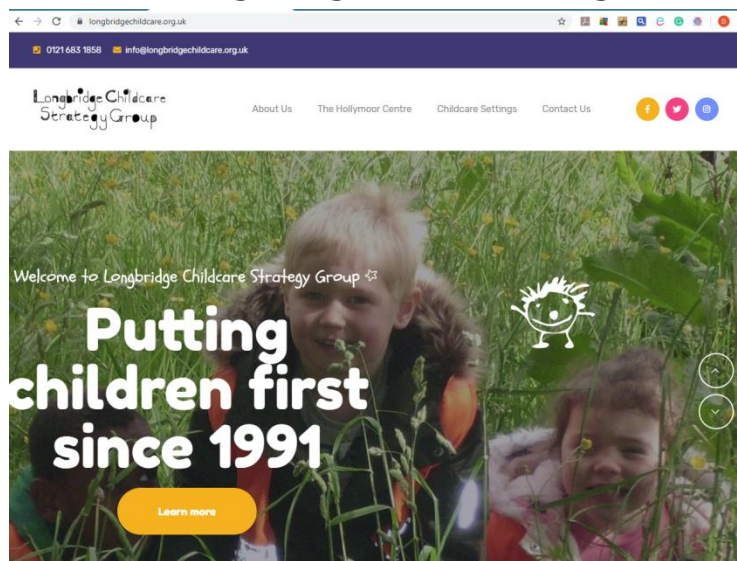 longbridgechildcare.org.uk
0121 683 1858 info@longbridgechildcare.org.uk
Longbridge Childcare
Strategy Group
About Us The Hollymoor Centre Childcare Settings Contact Us
Welcome to Longbridge Childcare Strategy Group
Putting
children first
since 1991
Learn more